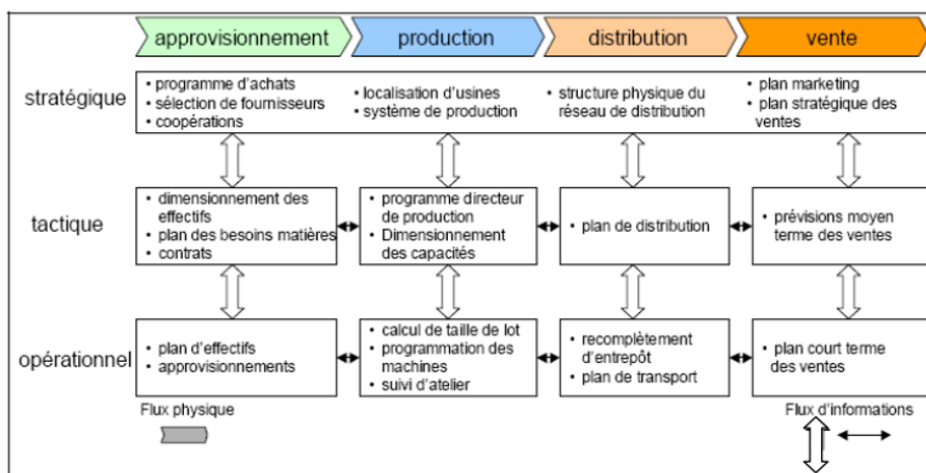 approvisionnement
production
distribution
vente
stratégique
• programme d'achats
• sélection de fournisseurs
• coopérations
• localisation d'usines
• système de production
• structure physique du
réseau de distribution
• plan marketing
• plan stratégique des
ventes
tactique
• dimensionnement des
effectifs
• plan des besoins matières
• contrats
• programme directeur
de production
• Dimensionnement
des capacités
• plan de distribution
• prévisions moyen
terme des ventes
opérationnel
• plan d'effectifs
• approvisionnements
• calcul de taille de lot
• programmation des
machines
• suivi d'atelier
• recomplètement
d'entrepôt
• plan de transport
• plan court terme
des ventes
Flux physique
Flux d'informations